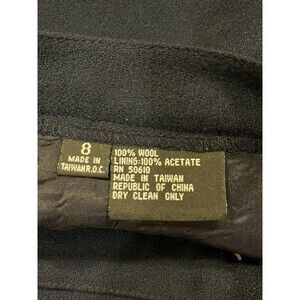 8
MADE IN
TAIWAN R.O.C.
100% WOOL
LINING:100% ACETATE
RN 50610
MADE IN TAIWAN
REPUBLIC OF CHINA
DRY CLEAN ONLY